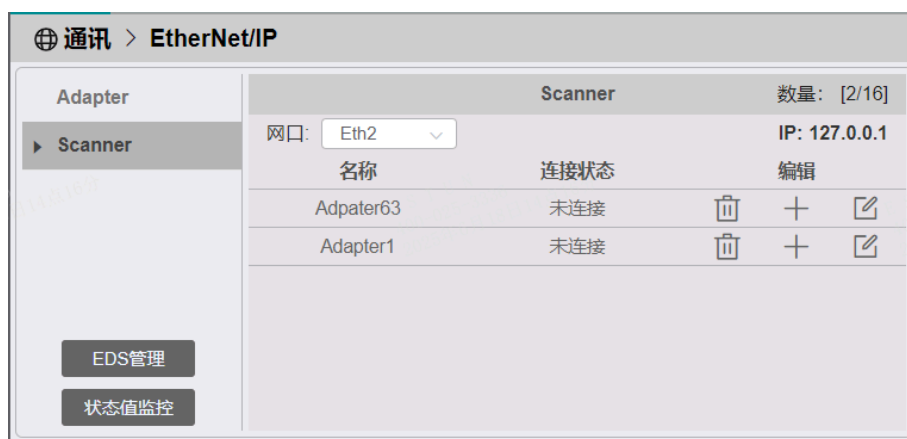 通讯 > EtherNet/IP
Adapter
Scanner
EDS管理
状态值监控
Scanner 数量: [2/16]
网口: Eth2 IP: 127.0.0.1
名称 连接状态 编辑
Adpater63 未连接
Adapter1 未连接